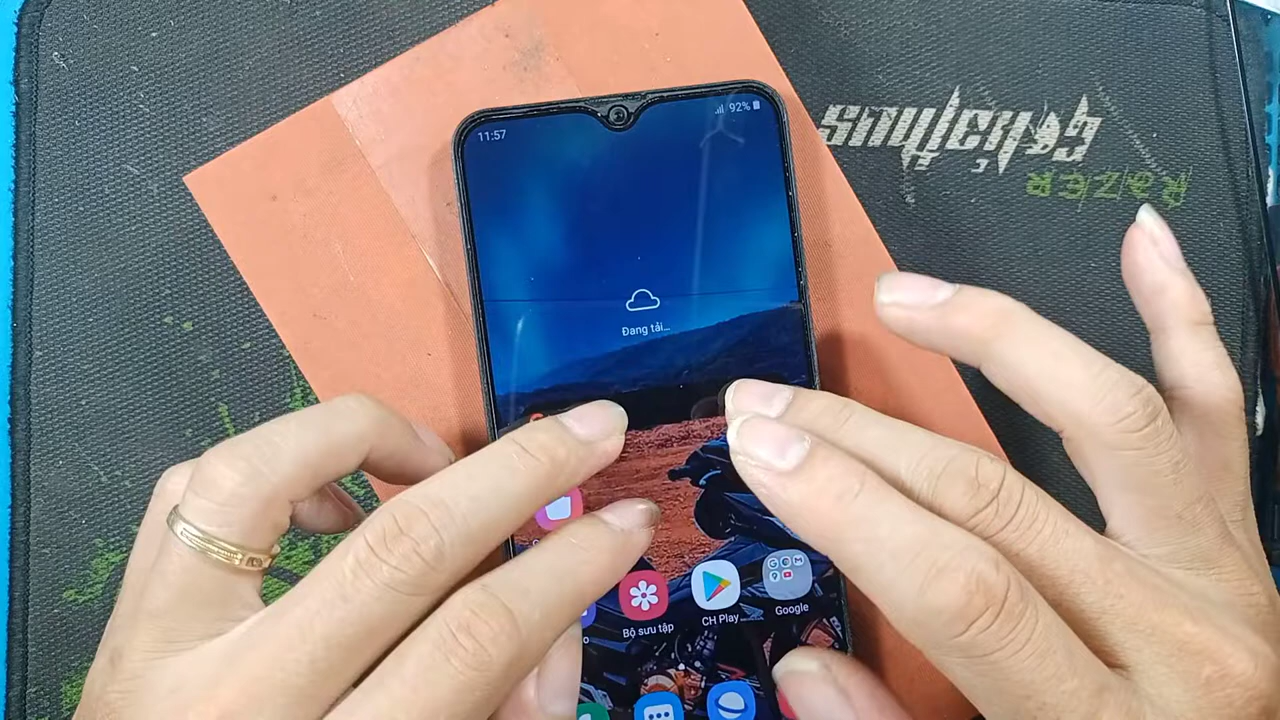 11:57
92%
Đang tải...
Bộ sưu tập
CH Play
Google
RAZER